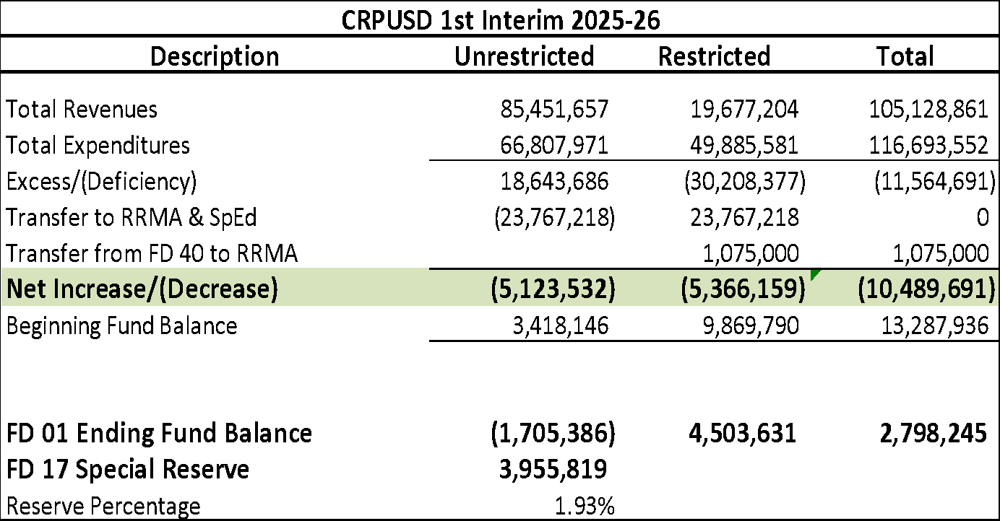 CRPUSD 1st Interim 2025-26
Description Unrestricted Restricted Total
Total Revenues 85,451,657 19,677,204 105,128,861
Total Expenditures 66,807,971 49,885,581 116,693,552
Excess/(Deficiency) 18,643,686 (30,208,377) (11,564,691)
Transfer to RRMA & SpEd (23,767,218) 23,767,218 0
Transfer from FD 40 to RRMA 1,075,000 1,075,000
Net Increase/(Decrease) (5,123,532) (5,366,159) (10,489,691)
Beginning Fund Balance 3,418,146 9,869,790 13,287,936
FD 01 Ending Fund Balance (1,705,386) 4,503,631 2,798,245
FD 17 Special Reserve 3,955,819
Reserve Percentage 1.93%